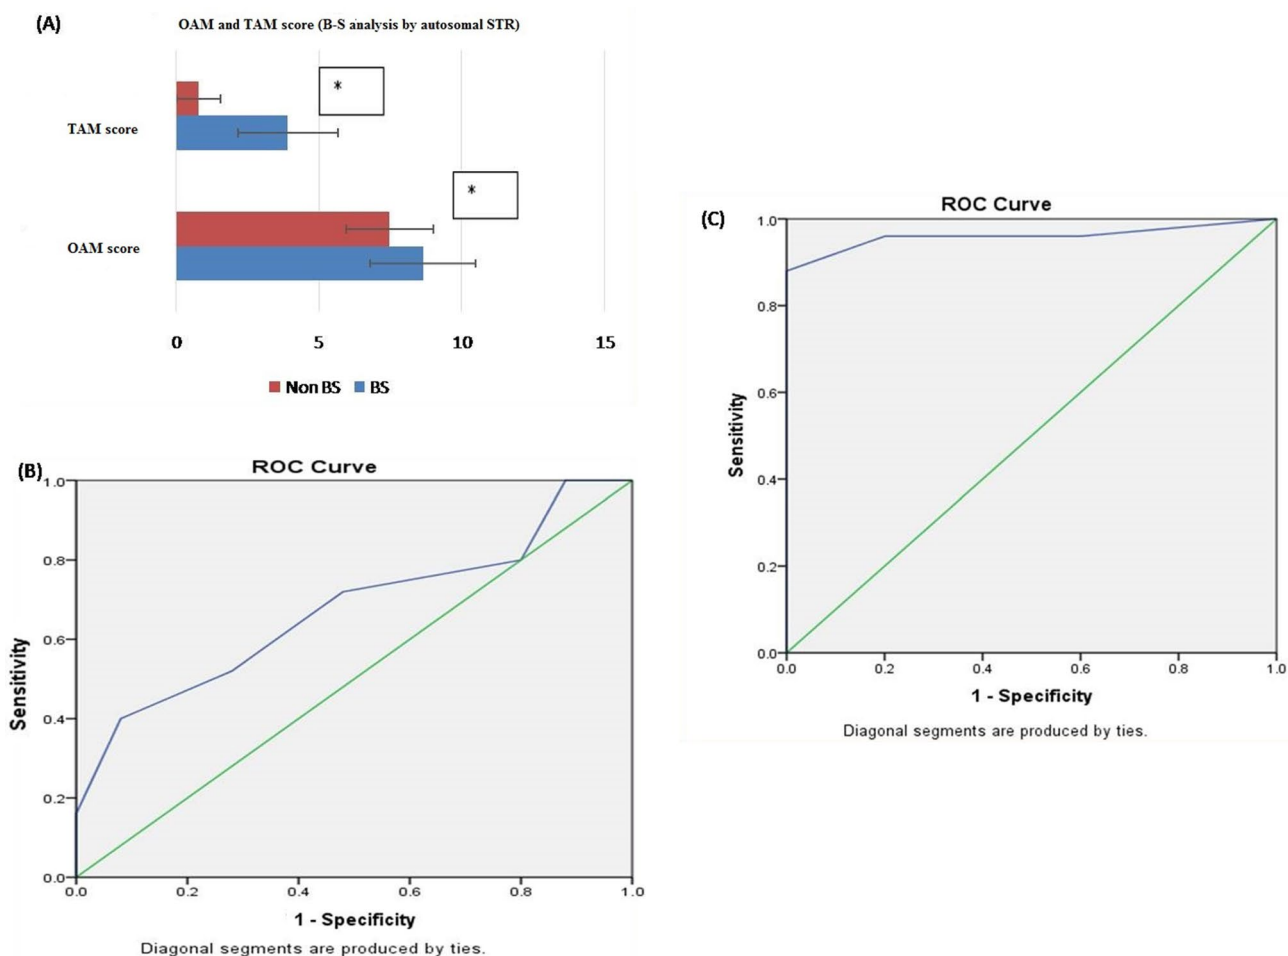 (A)
OAM and TAM score (B-S analysis by autosomal STR)
*
TAM score
*
OAM score
0 5 10 15
Non BS BS
(B)
ROC Curve
1.0
0.8
0.6
0.4
0.2
0.0
Sensitivity
0.0 0.2 0.4 0.6 0.8 1.0
1 - Specificity
Diagonal segments are produced by ties.
(C)
ROC Curve
1.0
0.8
0.6
0.4
0.2
0.0
Sensitivity
0.0 0.2 0.4 0.6 0.8 1.0
1 - Specificity
Diagonal segments are produced by ties.